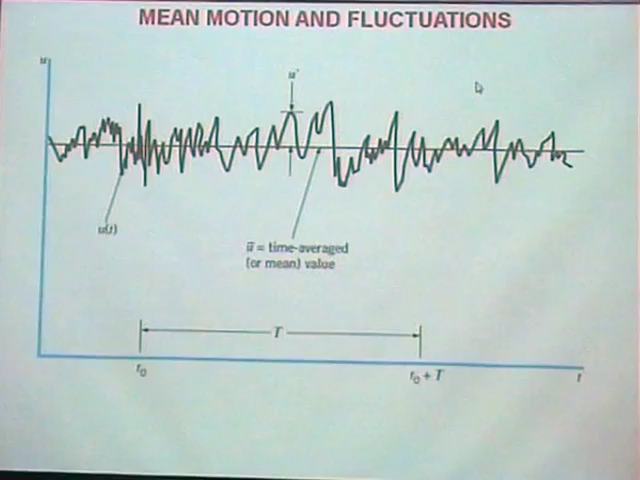 MEAN MOTION AND FLUCTUATIONS
u
u'
u(t)
ū = time-averaged
(or mean) value
T
t₀
t₀ + T
t